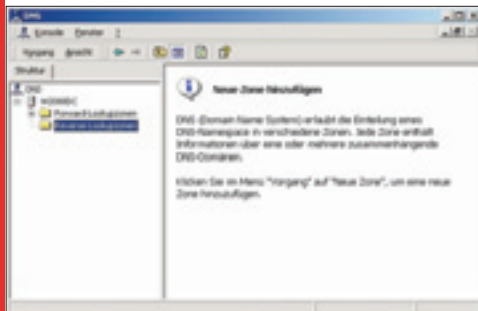 DNS
Konsole Fenster ?
Vorgang Ansicht
Struktur
DNS
Forward-Lookupzonen
Reverse-Lookupzonen
Neue Zone hinzufügen
DNS (Domain Name System) erlaubt die Einteilung eines
DNS-Namespace in verschiedene Zonen. Jede Zone enthält
Informationen über eine oder mehrere zusammenhängende
DNS-Domänen.
Klicken Sie im Menü "Vorgang" auf "Neue Zone", um eine neue
Zone hinzuzufügen.